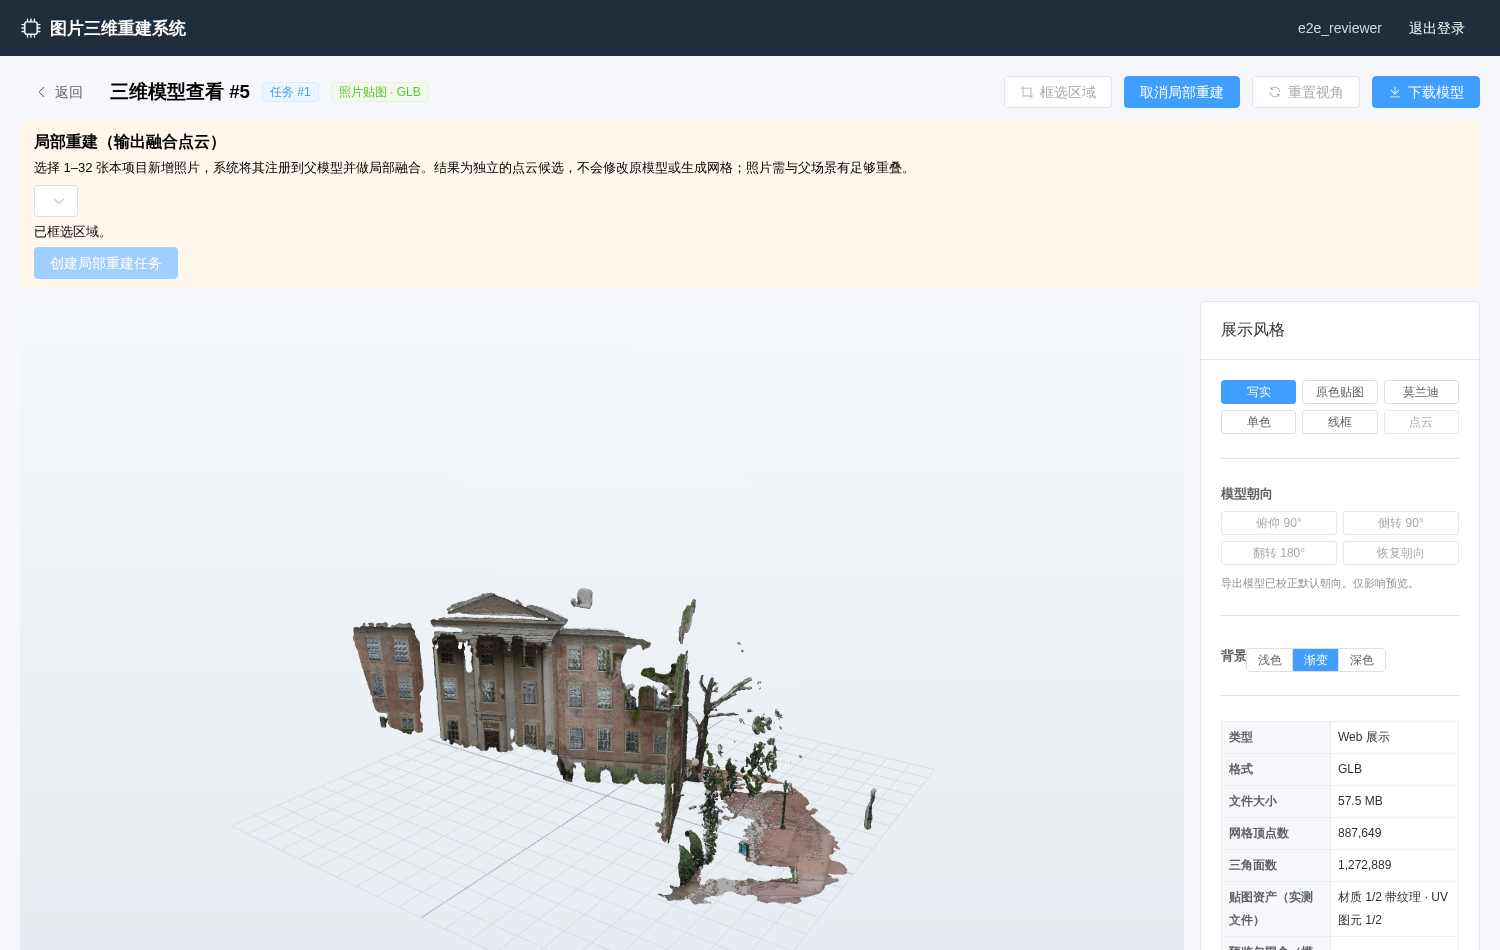 图片三维重建系统
e2e_reviewer 退出登录
返回 三维模型查看 #5 任务 #1 照片贴图 · GLB 框选区域 取消局部重建 重置视角 下载模型
局部重建（输出融合点云）
选择 1–32 张本项目新增照片，系统将其注册到父模型并做局部融合。结果为独立的点云候选，不会修改原模型或生成网格；照片需与父场景有足够重叠。
已框选区域。
创建局部重建任务
展示风格
写实 原色贴图 莫兰迪
单色 线框 点云
模型朝向
俯仰 90° 侧转 90°
翻转 180° 恢复朝向
导出模型已校正默认朝向。仅影响预览。
背景 浅色 渐变 深色
类型 Web 展示
格式 GLB
文件大小 57.5 MB
网格顶点数 887,649
三角面数 1,272,889
贴图资产（实测文件） 材质 1/2 带纹理 · UV 图元 1/2